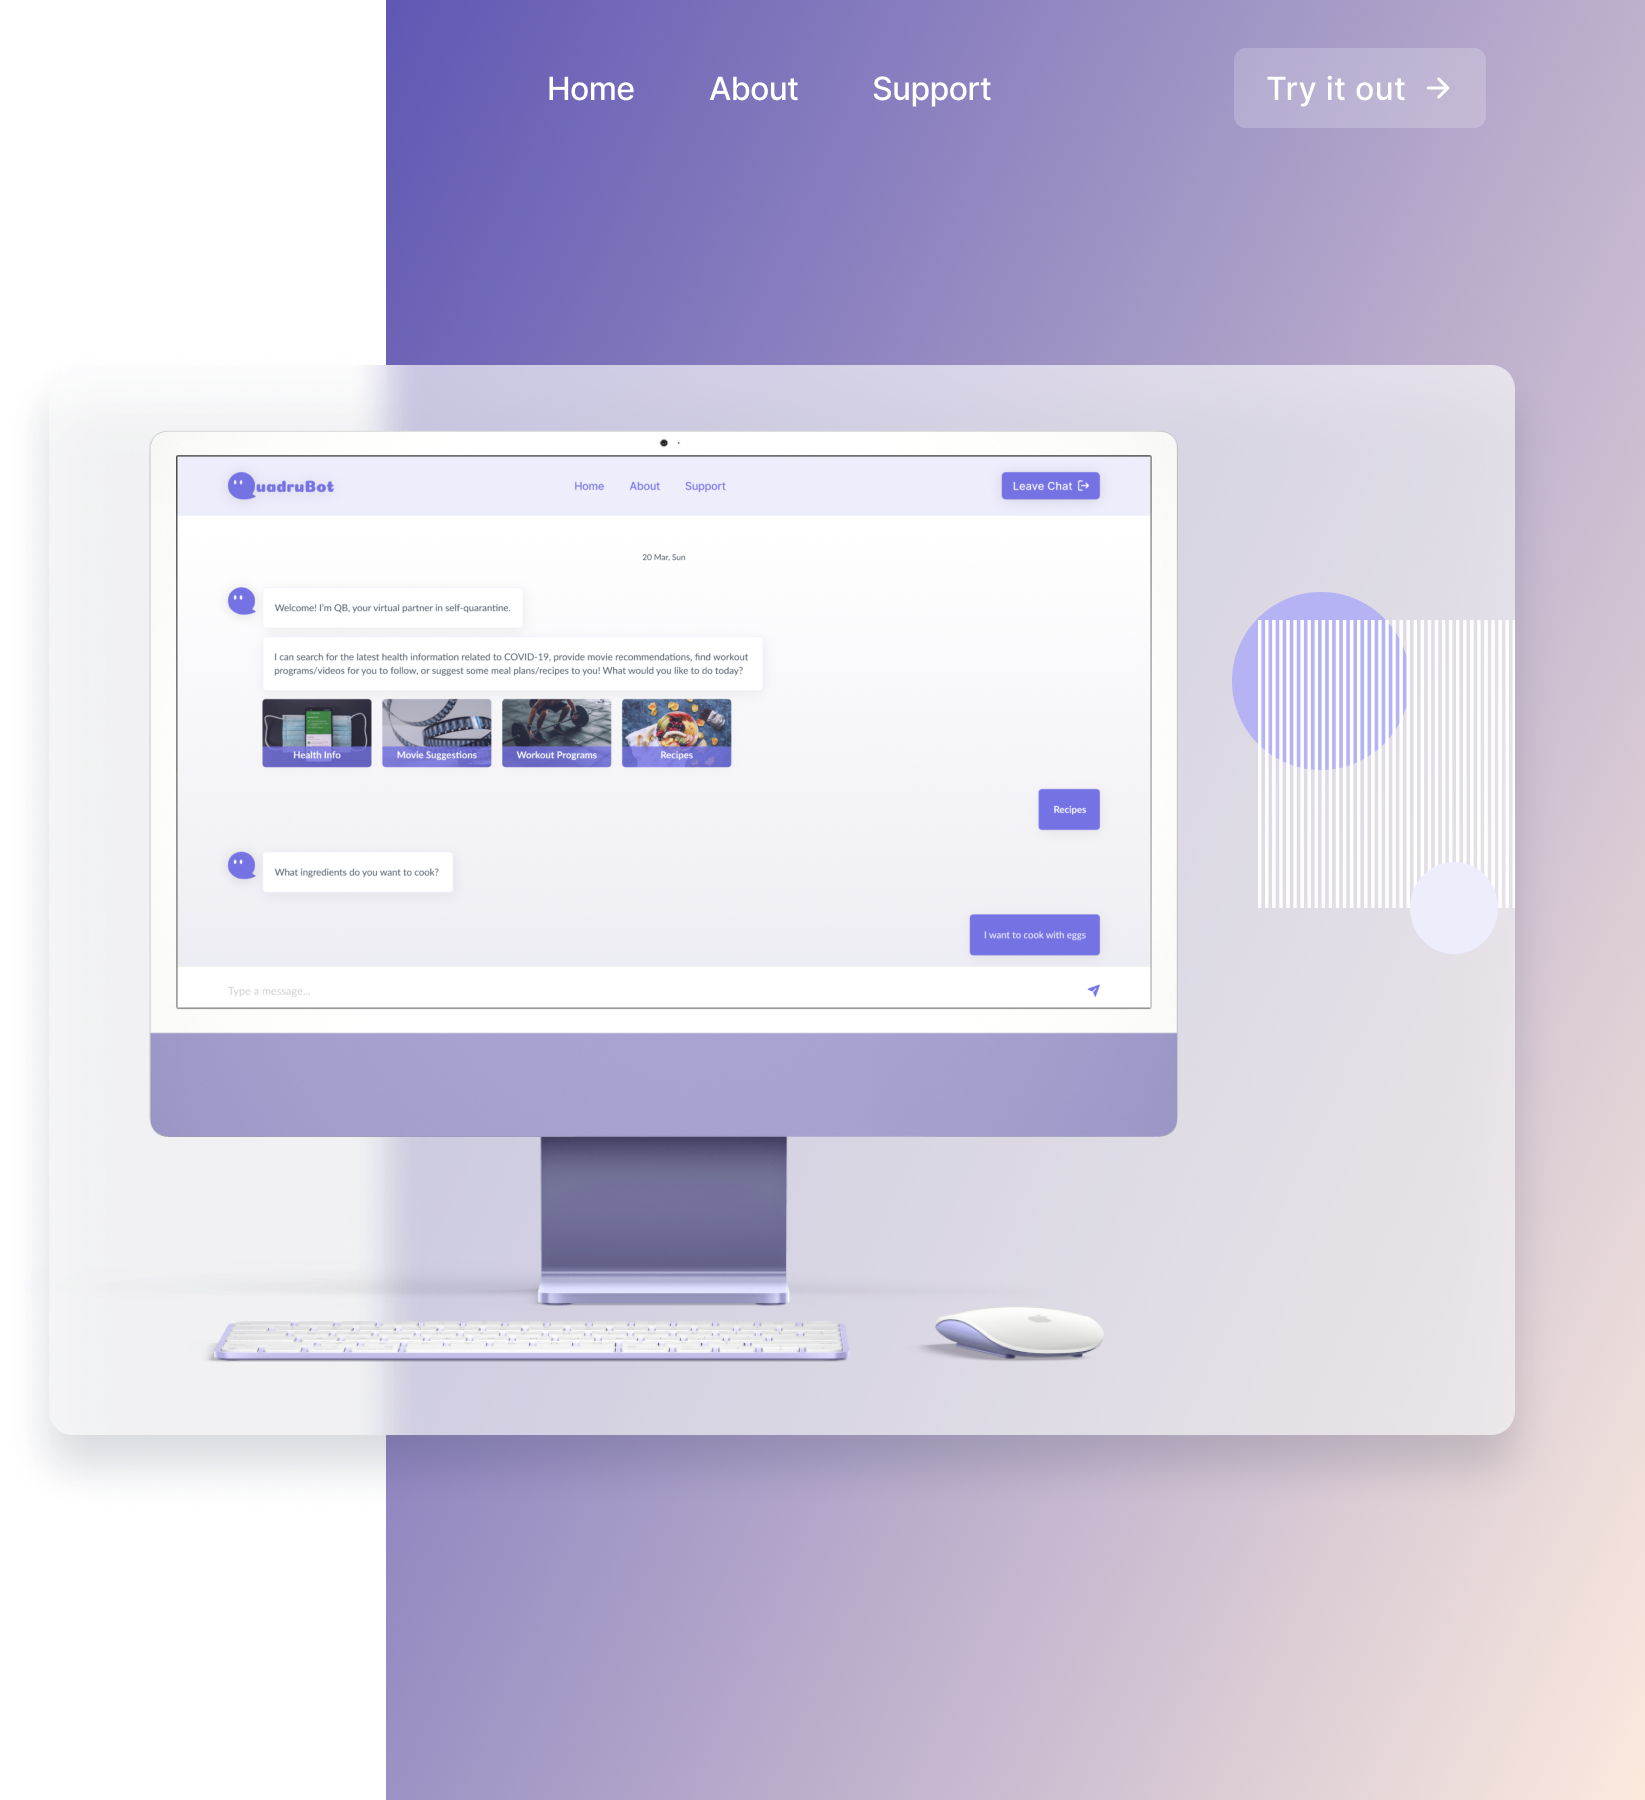 Home About Support Try it out
QuadruBot Home About Support Leave Chat
20 Mar, Sun
Welcome! I'm QB, your virtual partner in self-quarantine.
I can search for the latest health information related to COVID-19, provide movie recommendations, find workout
programs/videos for you to follow, or suggest some meal plans/recipes to you! What would you like to do today?
Health Info Movie Suggestions Workout Programs Recipes
Recipes
What ingredients do you want to cook?
I want to cook with eggs
Type a message...